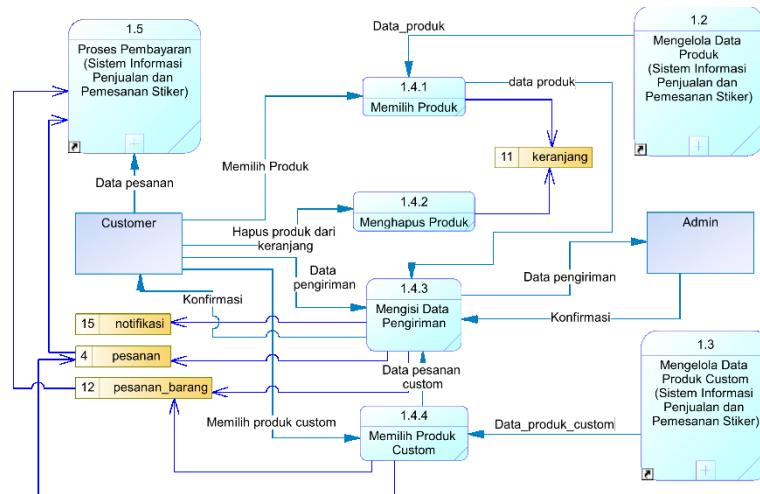 1.5
Proses Pembayaran
(Sistem Informasi
Penjualan dan
Pemesanan Stiker)
Data_produk
1.2
Mengelola Data
Produk
(Sistem Informasi
Penjualan dan
Pemesanan Stiker)
1.4.1
Memilih Produk
data produk
Memilih Produk
11 keranjang
Data pesanan
1.4.2
Menghapus Produk
Customer
Hapus produk dari
keranjang
Admin
Data
pengiriman
Data pengiriman
Konfirmasi
1.4.3
Mengisi Data
Pengiriman
Konfirmasi
15 notifikasi
4 pesanan
12 pesanan_barang
Data pesanan
custom
1.3
Mengelola Data
Produk Custom
(Sistem Informasi
Penjualan dan
Pemesanan Stiker)
Memilih produk custom
1.4.4
Memilih Produk
Custom
Data_produk_custom